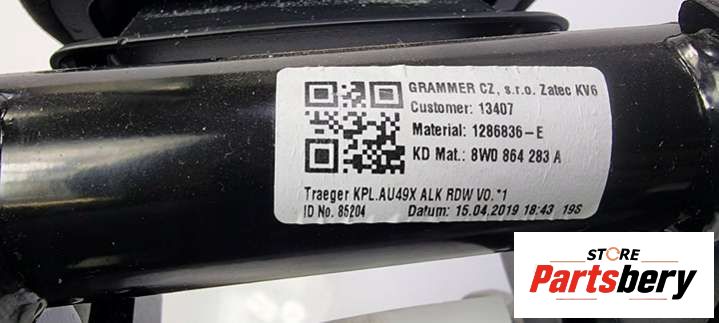 GRAMMER CZ, s.r.o. Zatec KV6
Customer: 13407
Material: 1286836-E
KD Mat.: 8W0 864 283 A
Traeger KPL.AU49X ALK RDW V0.*1
ID No. 85204 Datum: 15.04.2019 18:43 19S
STORE
Partsbery